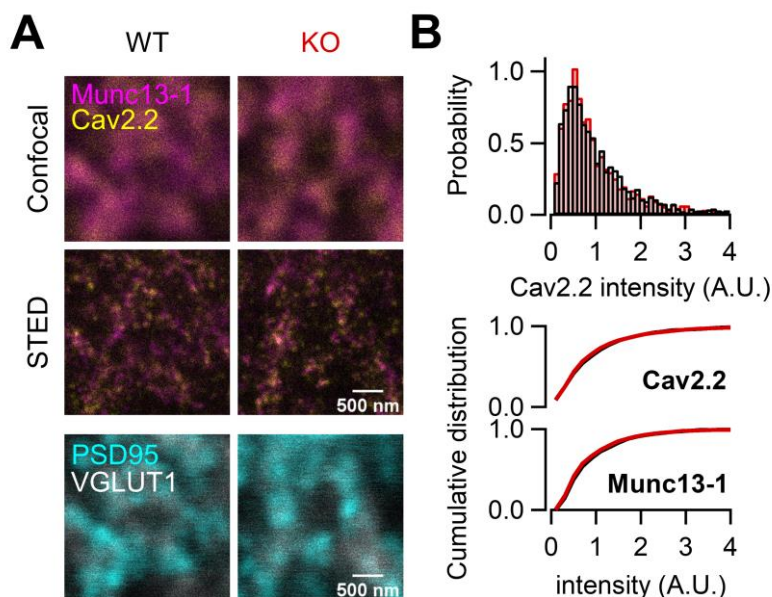 A
WT
KO
Confocal
Munc13-1
Cav2.2
STED
500 nm
PSD95
VGLUT1
500 nm
B
Probability
1.0
0.5
0.0
0 1 2 3 4
Cav2.2 intensity (A.U.)
Cumulative distribution
1.0
0.0
Cav2.2
1.0
0.0
Munc13-1
0 1 2 3 4
intensity (A.U.)